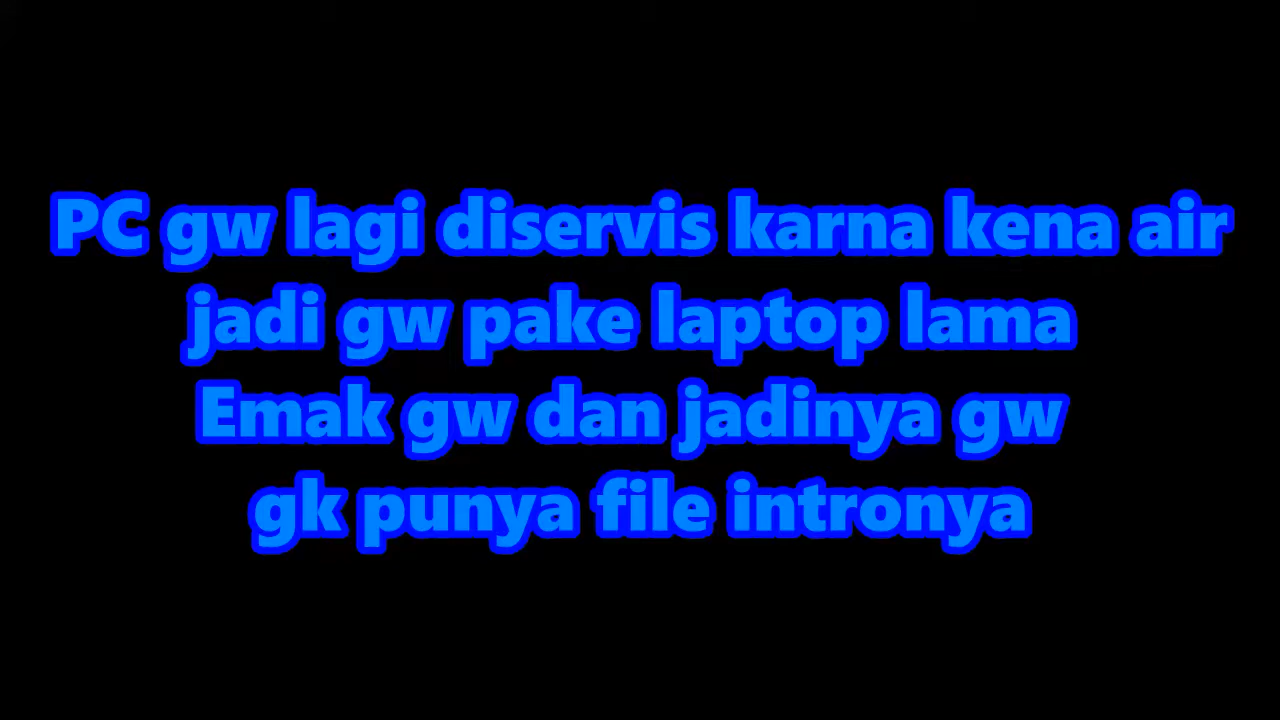 PC gw lagi diservis karna kena air
jadi gw pake laptop lama
Emak gw dan jadinya gw
gk punya file intronya